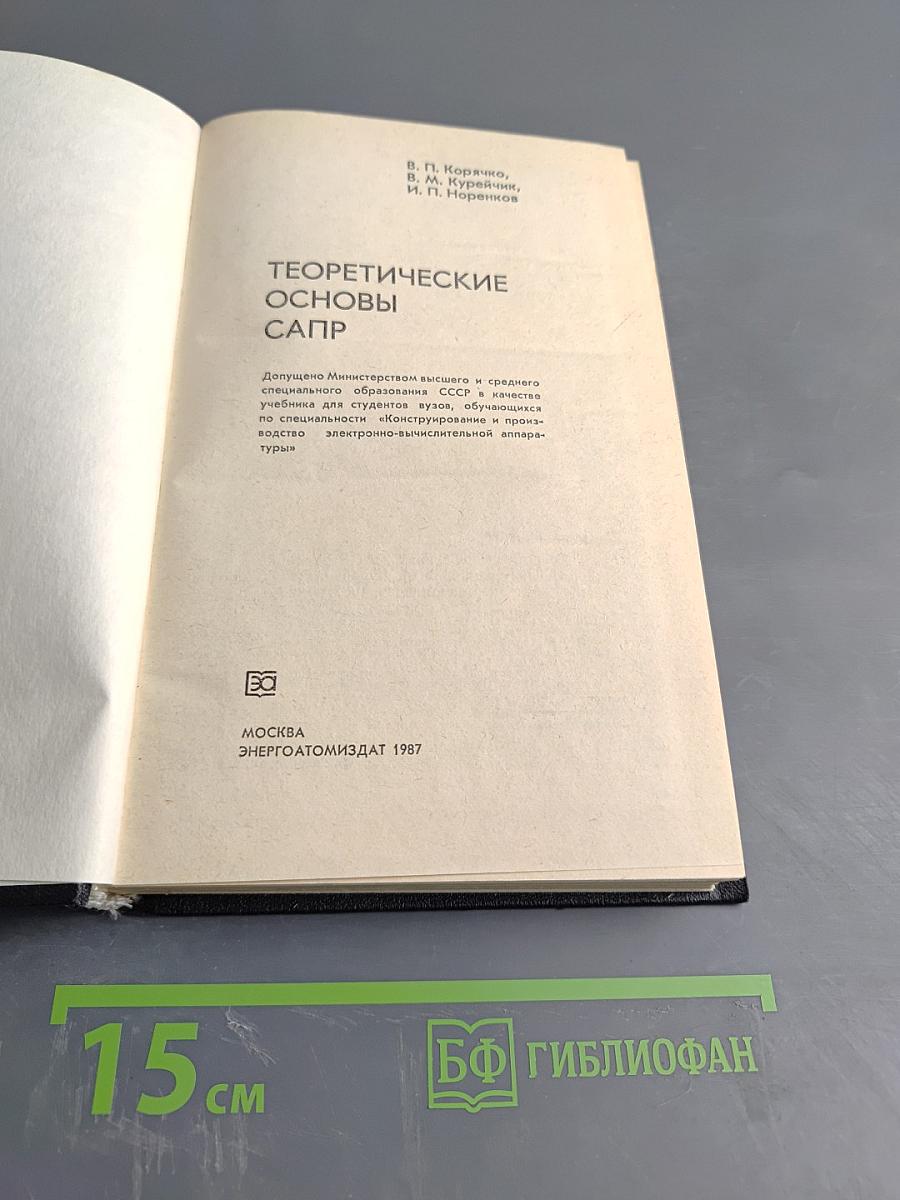 В. П. Корячко,
В. М. Курейчик,
И. П. Норенков
ТЕОРЕТИЧЕСКИЕ
ОСНОВЫ
САПР
Допущено Министерством высшего и среднего
специального образования СССР в качестве
учебника для студентов вузов, обучающихся
по специальности «Конструирование и произ-
водство электронно-вычислительной аппара-
туры»
ЭА
МОСКВА
ЭНЕРГОАТОМИЗДАТ 1987
15 см
БФ ГИБЛИОФАН